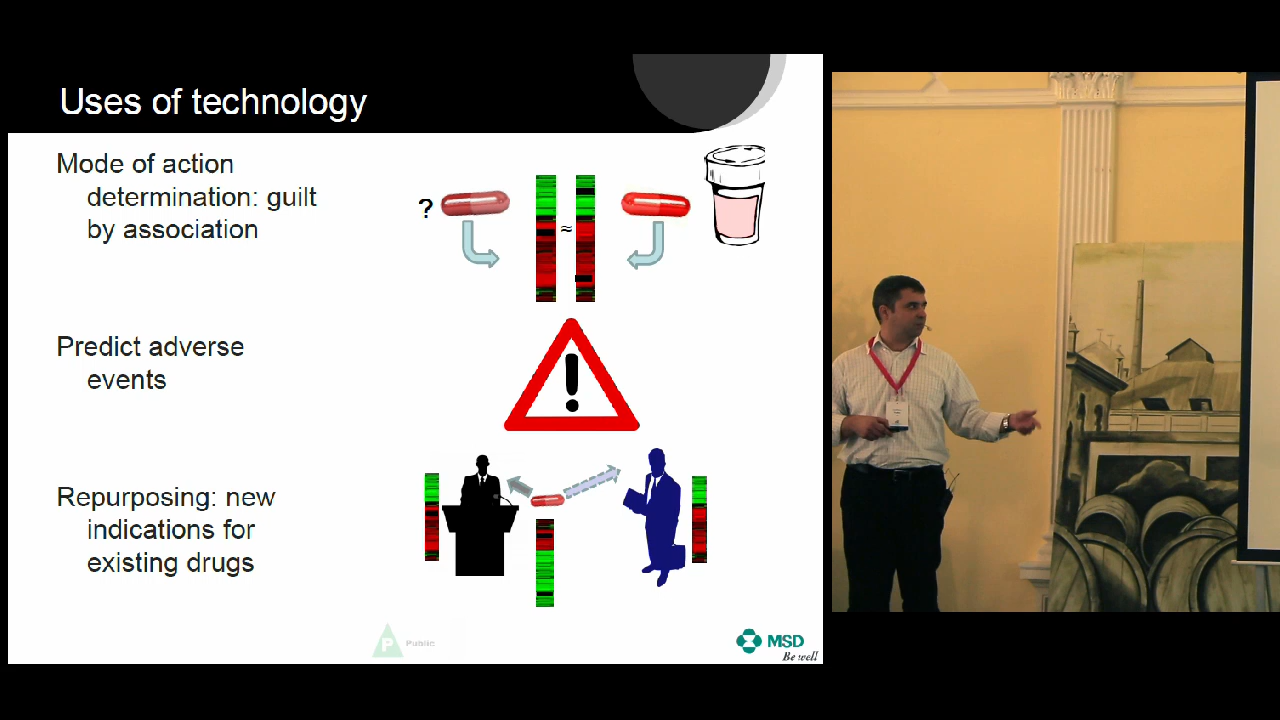 Uses of technology
Mode of action
determination: guilt
by association
?
≈
Predict adverse
events
!
Repurposing: new
indications for
existing drugs
P Public
MSD
Be well